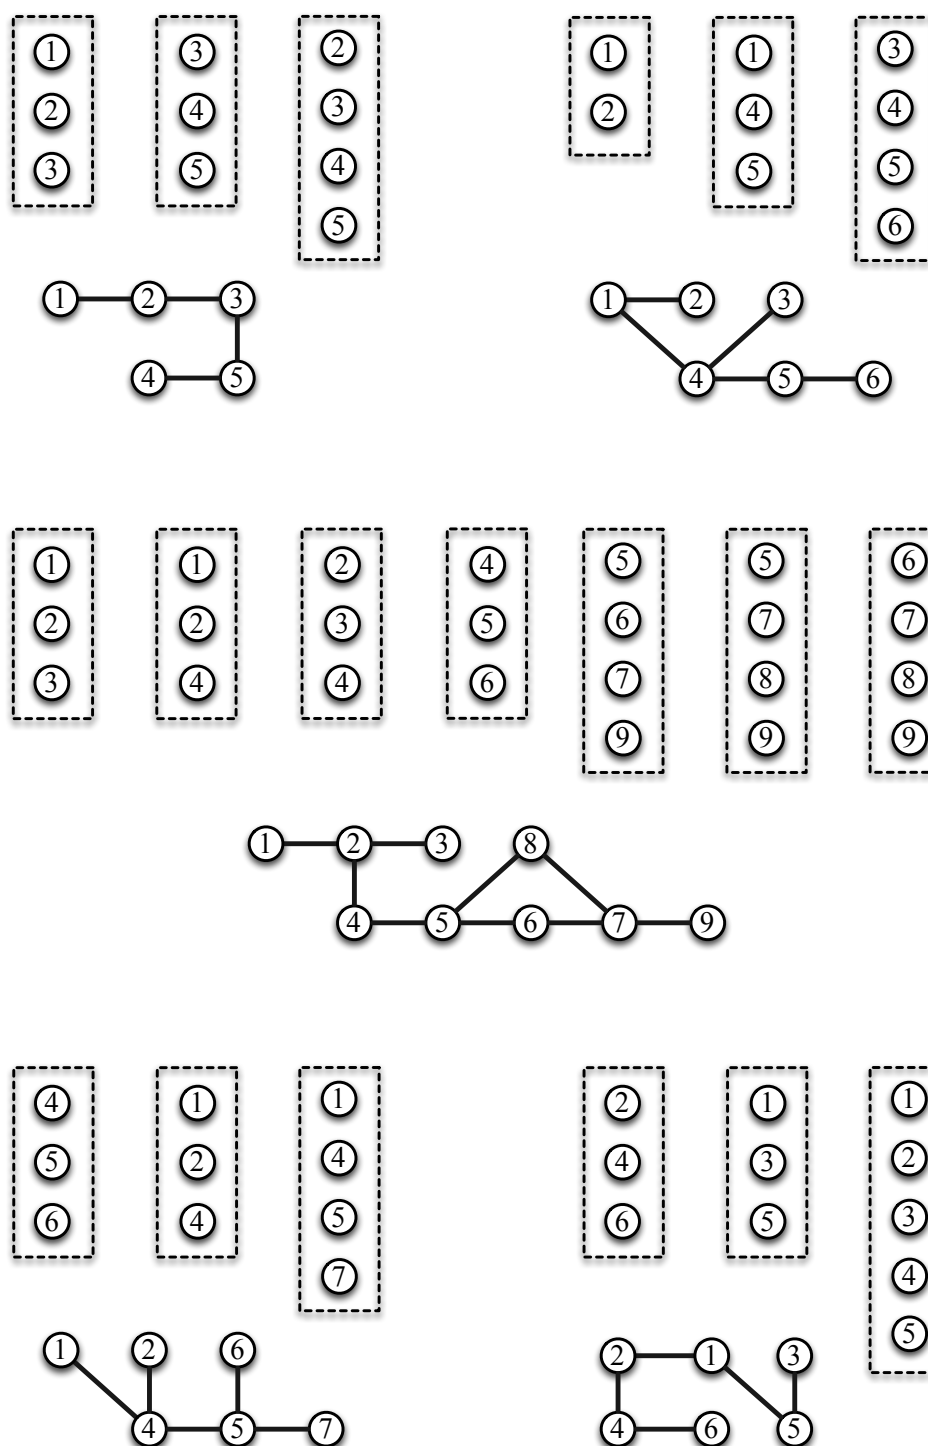 1 3 2 1 1 3
2 4 3 2 4 4
3 5 4 5 5
5 6
1 2 3 1 2 3
4 5 4 5 6
1 1 2 4 5 5 6
2 2 3 5 6 7 7
3 4 4 6 7 8 8
9 9 9
1 2 3 8
4 5 6 7 9
4 1 1 2 1 1
5 2 4 4 3 2
6 4 5 6 5 3
7 4
5
1 2 6 2 1 3
4 5 7 4 6 5